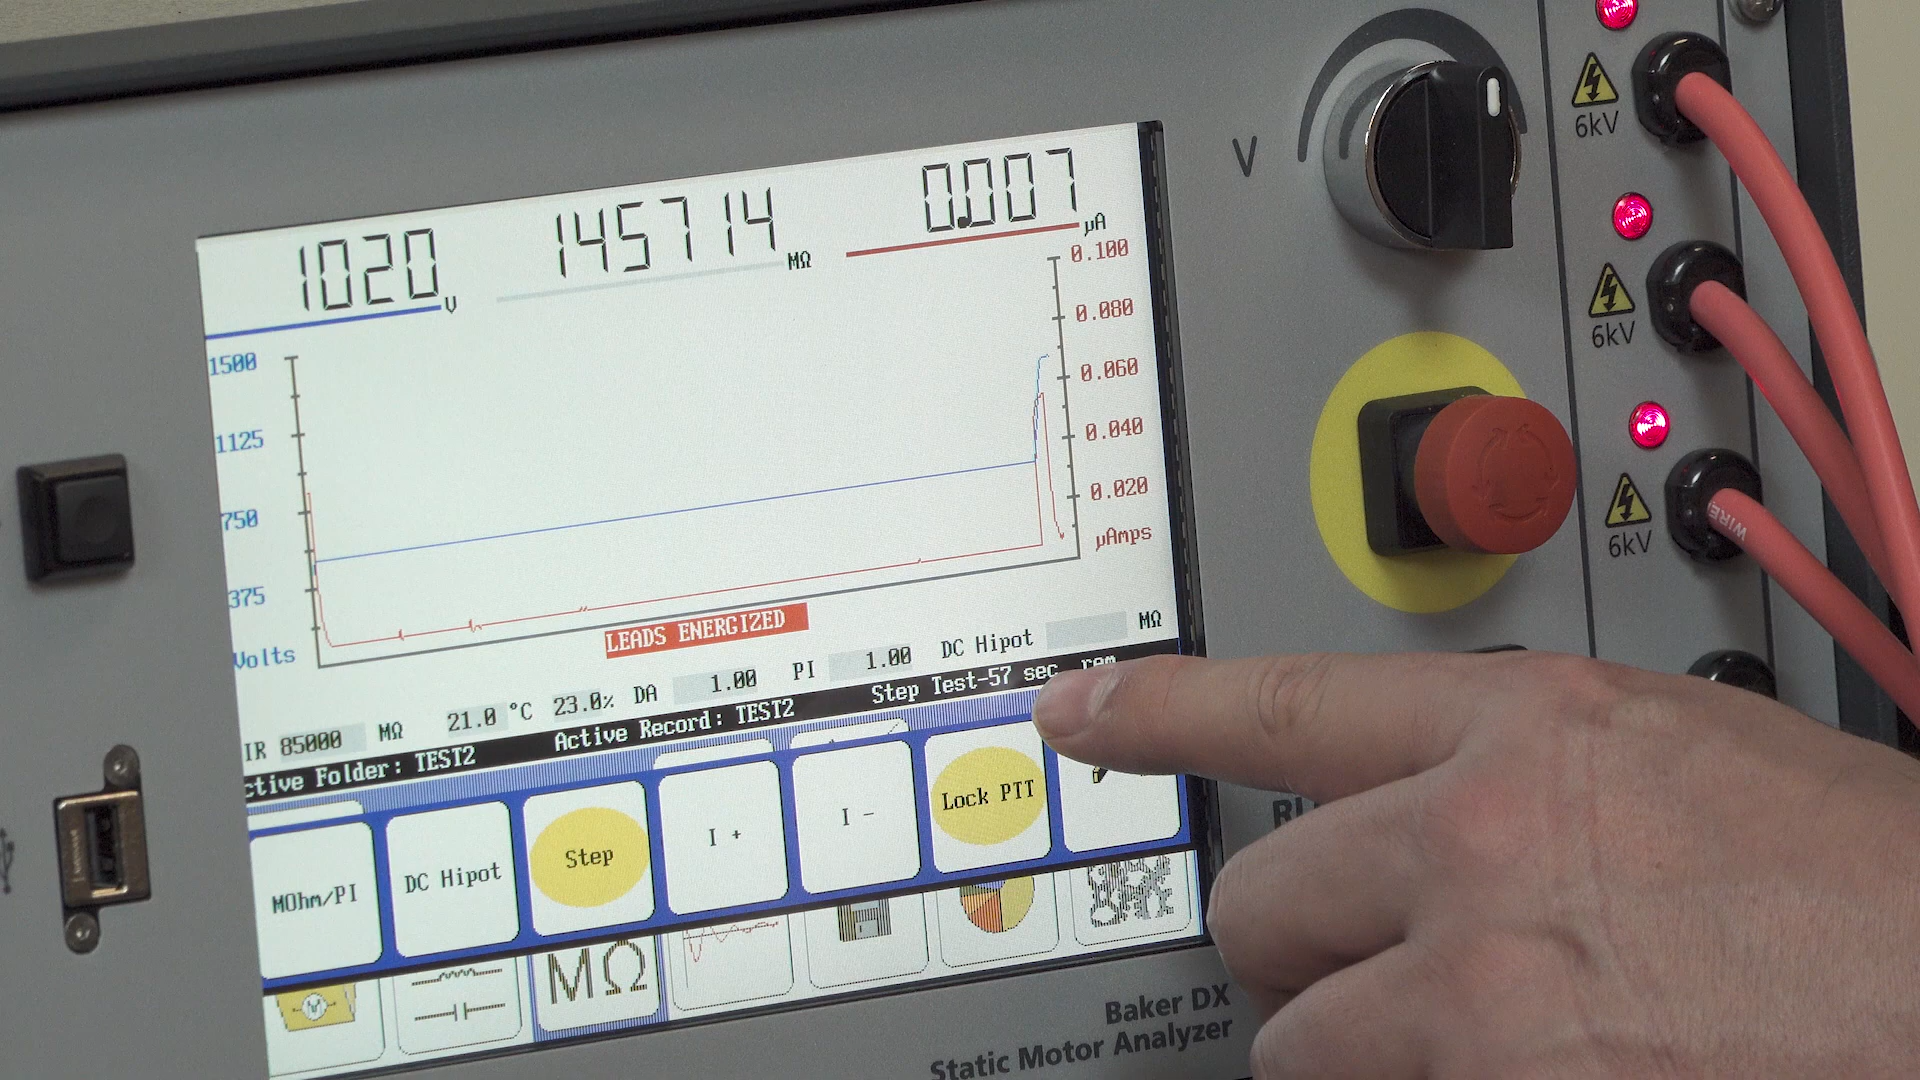 1020 V
145714 MΩ
0.007 µA
1500
1125
750
375
Volts
0.100
0.080
0.060
0.040
0.020
µAmps
LEADS ENERGIZED
IR 85000 MΩ 21.0 °C 23.0% DA 1.00 PI 1.00 DC Hipot MΩ
ctive Folder: TEST2 Active Record: TEST2 Step Test-57 sec rem
MOhm/PI
DC Hipot
Step
I +
I -
Lock PTT
MΩ
V
6kV
6kV
6kV
WIRE
Baker DX
Static Motor Analyzer